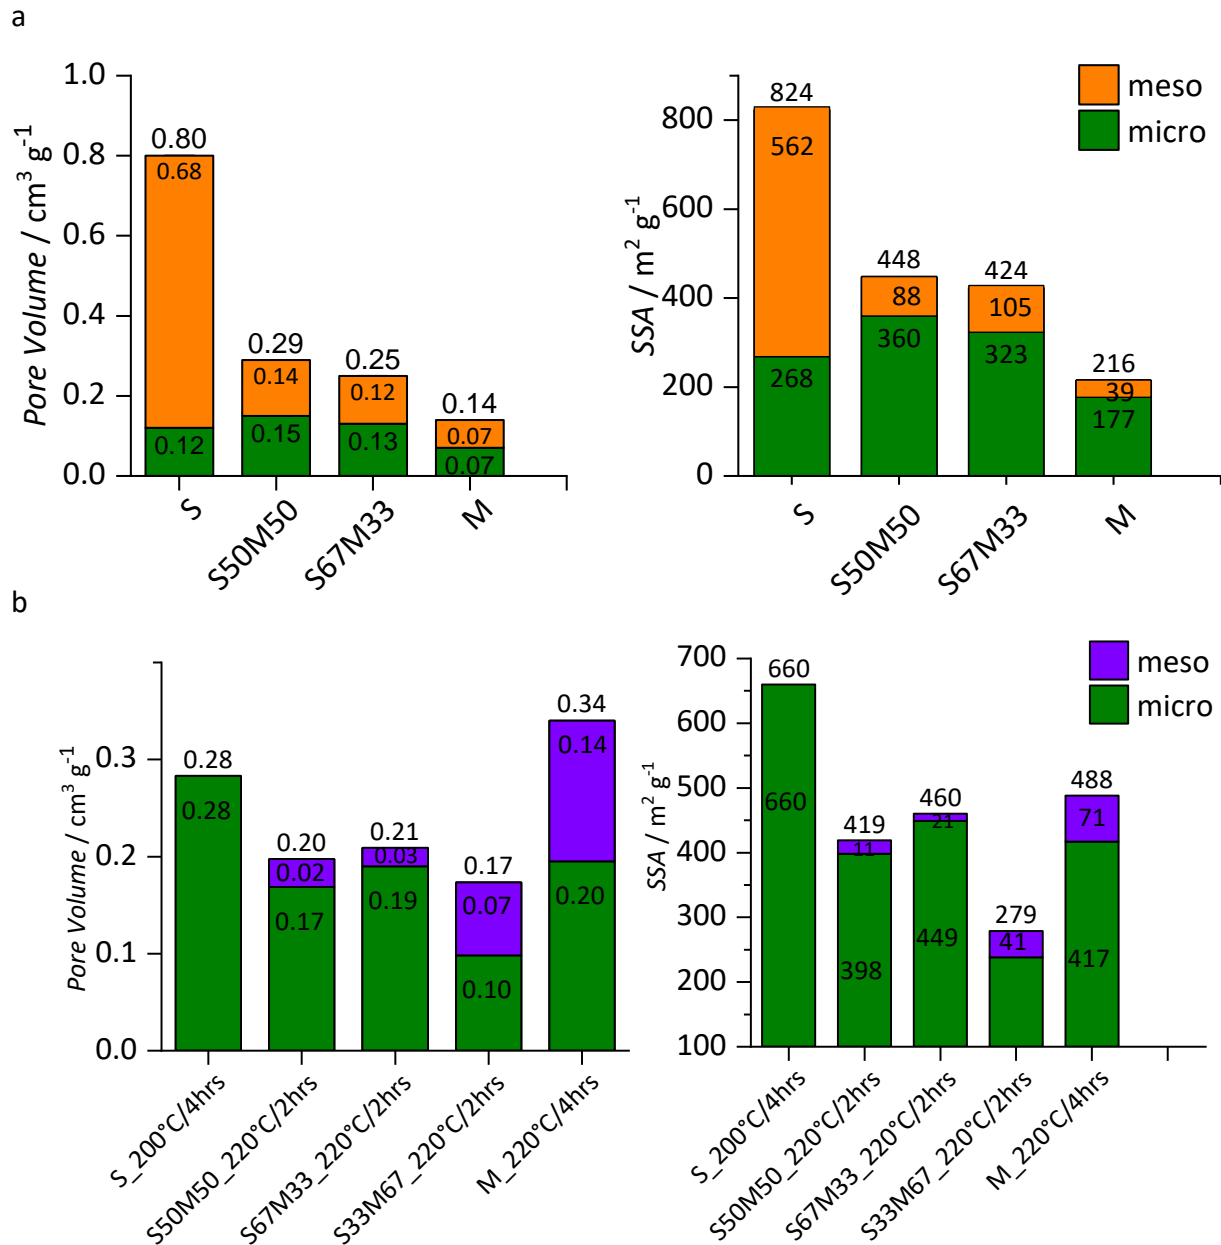 a
Pore Volume / cm³ g⁻¹
1.0
0.8
0.6
0.4
0.2
0.0
0.80
0.68
0.12
0.29
0.14
0.15
0.25
0.12
0.13
0.14
0.07
0.07
S
S50M50
S67M33
M
SSA / m² g⁻¹
800
600
400
200
0
824
562
268
448
88
360
424
105
323
216
39
177
S
S50M50
S67M33
M
meso
micro
b
Pore Volume / cm³ g⁻¹
0.3
0.2
0.1
0.0
0.28
0.28
0.20
0.02
0.17
0.21
0.03
0.19
0.17
0.07
0.10
0.34
0.14
0.20
S_200°C/4hrs
S50M50_220°C/2hrs
S67M33_220°C/2hrs
S33M67_220°C/2hrs
M_220°C/4hrs
SSA / m² g⁻¹
700
600
500
400
300
200
100
660
660
419
11
398
460
21
449
279
41
488
71
417
S_200°C/4hrs
S50M50_220°C/2hrs
S67M33_220°C/2hrs
S33M67_220°C/2hrs
M_220°C/4hrs
meso
micro